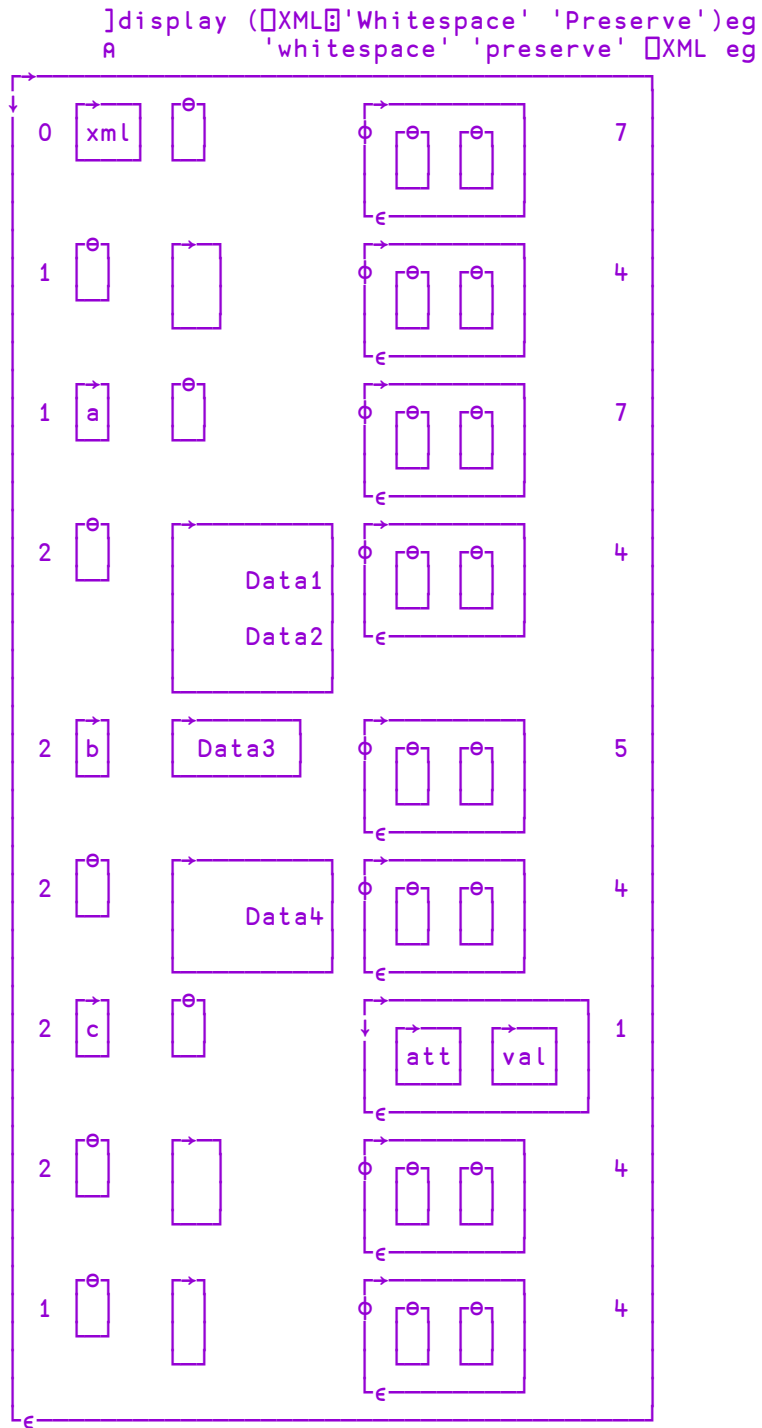 ]display (⎕XML⍠'Whitespace' 'Preserve')eg
⍝ 'whitespace' 'preserve' ⎕XML eg
0 xml 7
1 4
1 a 7
2 4
Data1
Data2
2 b Data3 5
2 4
Data4
2 c 1
att val
2 4
1 4